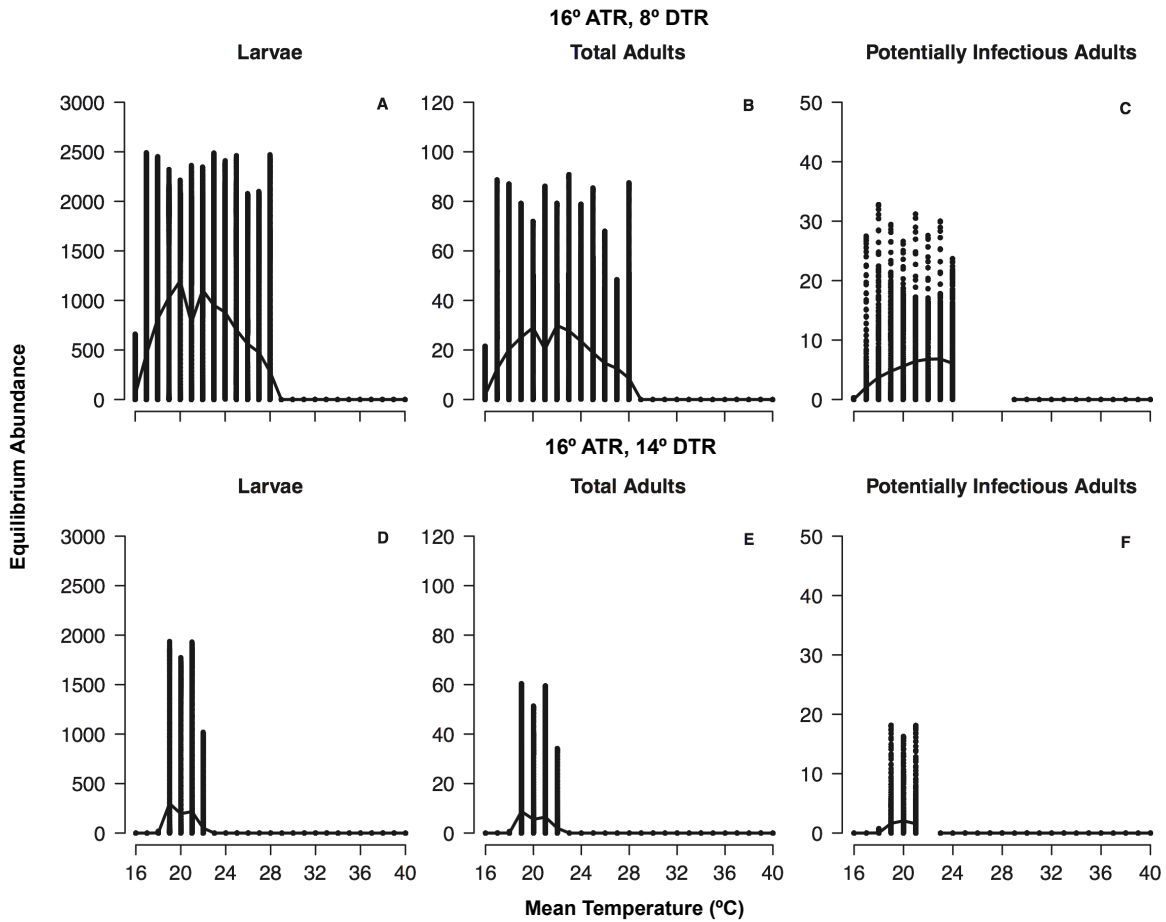 16º ATR, 8º DTR
Larvae
Total Adults
Potentially Infectious Adults
A
B
C
3000
2500
2000
1500
1000
500
0
120
100
80
60
40
20
0
50
40
30
20
10
0
16º ATR, 14º DTR
Larvae
Total Adults
Potentially Infectious Adults
D
E
F
3000
2500
2000
1500
1000
500
0
120
100
80
60
40
20
0
50
40
30
20
10
0
16 20 24 28 32 36 40
16 20 24 28 32 36 40
16 20 24 28 32 36 40
Equilibrium Abundance
Mean Temperature (ºC)